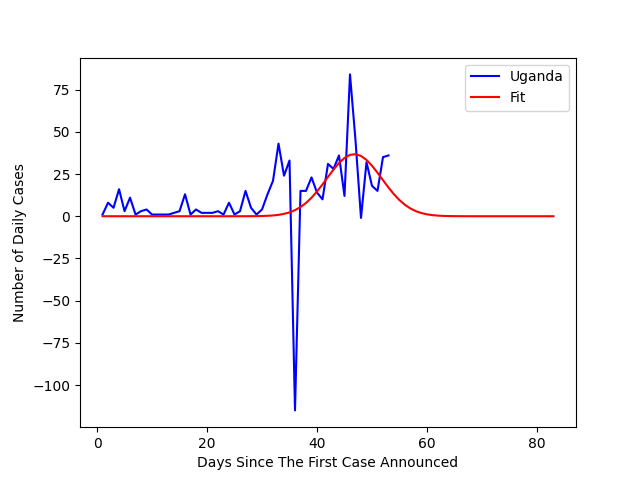 Uganda
Fit
75
50
25
0
−25
−50
−75
−100
Number of Daily Cases
0 20 40 60 80
Days Since The First Case Announced